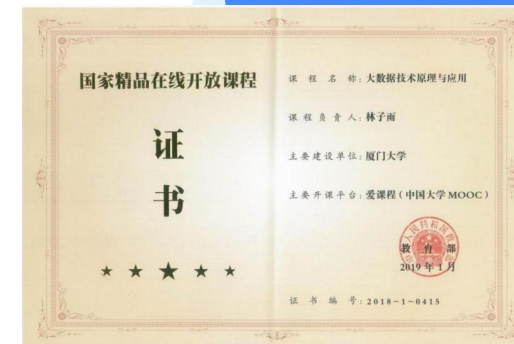 国家精品在线开放课程
证
书
课程名称:大数据技术原理与应用
课程负责人:林子雨
主要建设单位:厦门大学
主要开课平台:爱课程(中国大学MOOC)
教育部
2019年1月
证书编号:2018-1-0415